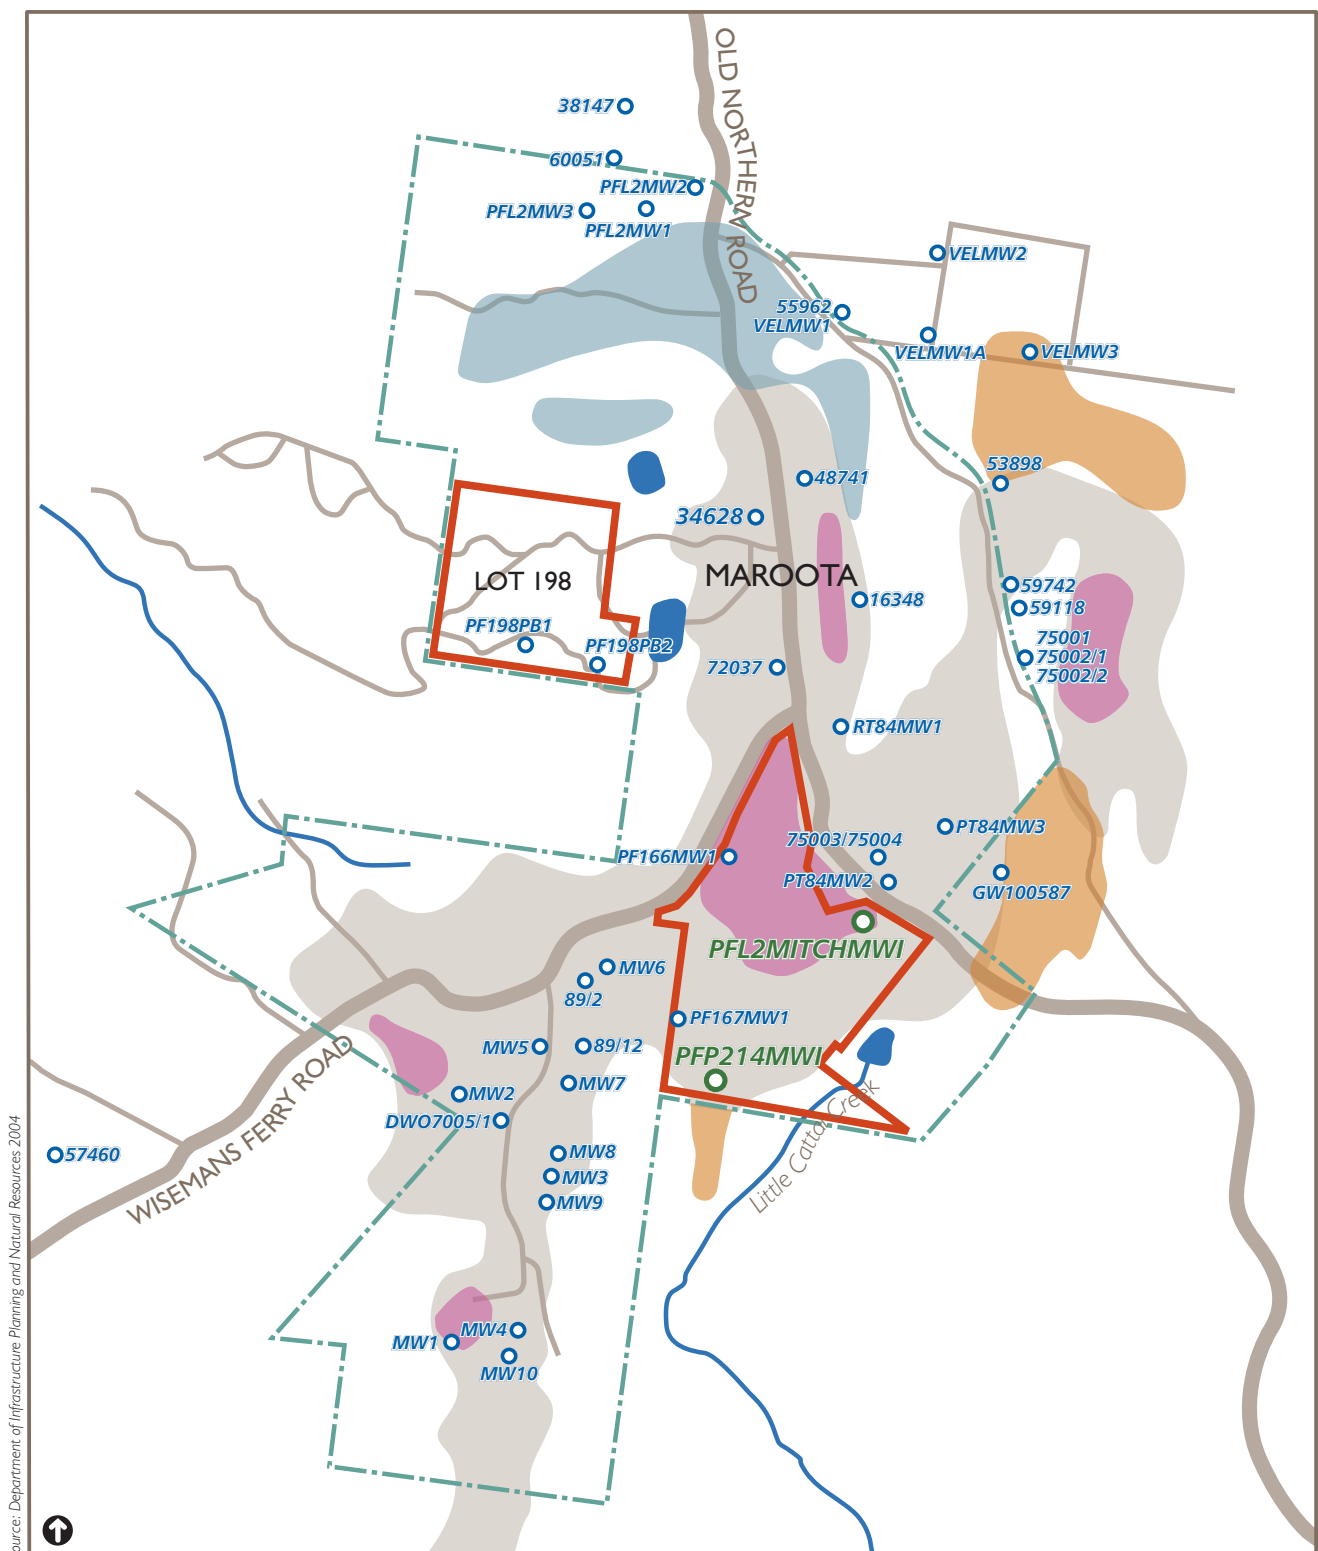 OLD NORTHERN ROAD
38147
60051
PFL2MW2
PFL2MW3
PFL2MW1
VELMW2
55962
VELMW1
VELMW1A
VELMW3
53898
48741
34628
MAROOTA
LOT 198
16348
59742
59118
PF198PB1
PF198PB2
75001
75002/1
75002/2
72037
RT84MW1
PT84MW3
75003/75004
PF166MW1
PT84MW2
GW100587
PFL2MITCHMWI
MW6
89/2
PF167MW1
MW5
89/12
PFP214MWI
MW7
MW2
DWO7005/1
WISEMANS FERRY ROAD
Little Cattai Creek
57460
MW8
MW3
MW9
MW4
MW1
MW10
ource: Department of Infrastructure Planning and Natural Resources 2004